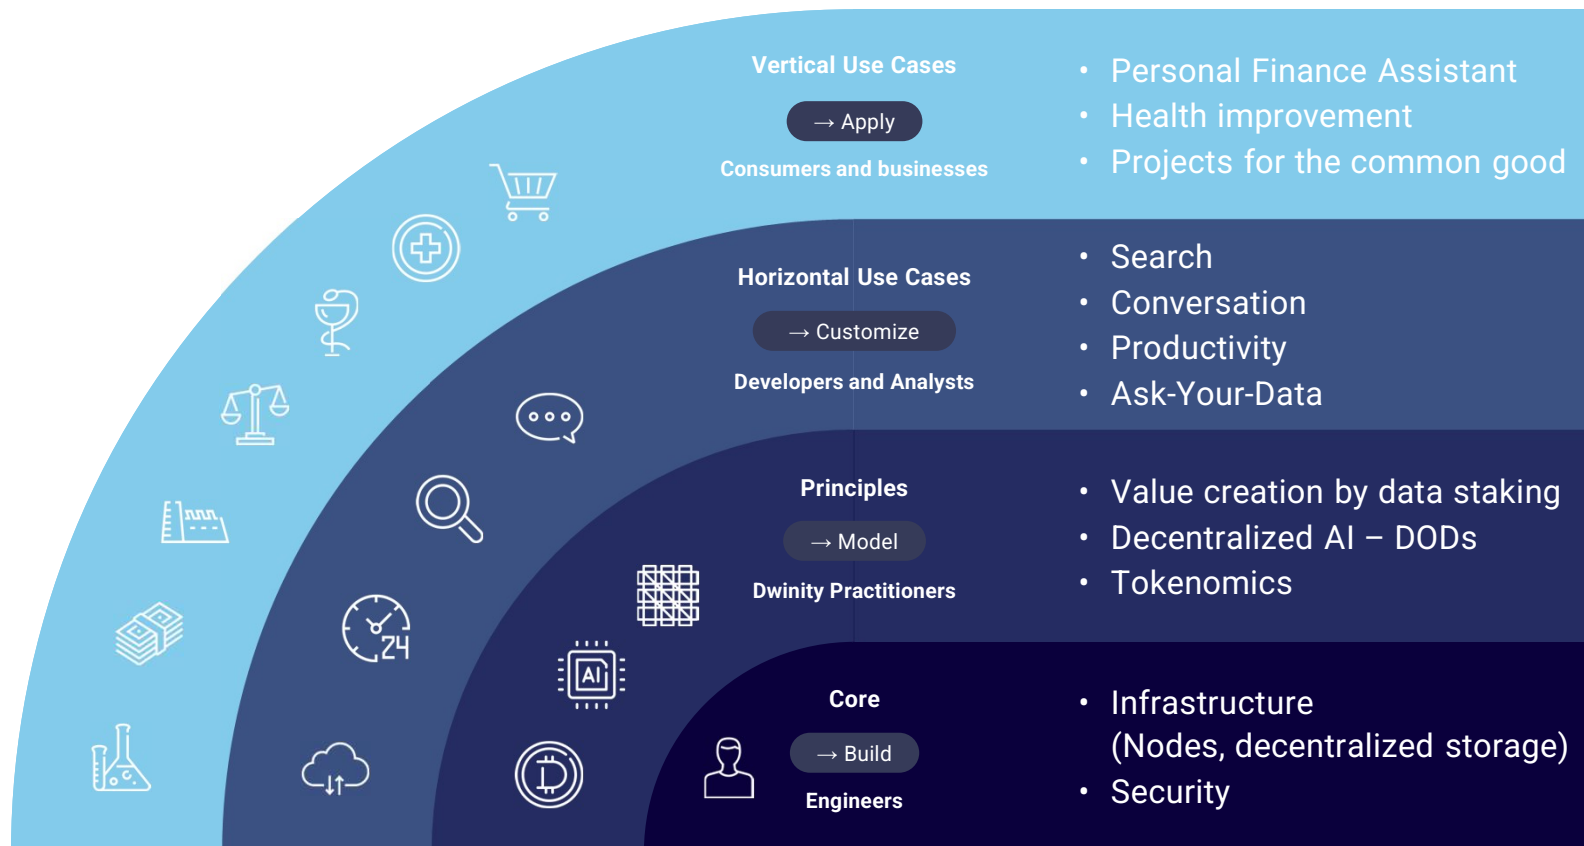 Vertical Use Cases
→ Apply
Consumers and businesses
• Personal Finance Assistant
• Health improvement
• Projects for the common good
Horizontal Use Cases
→ Customize
Developers and Analysts
• Search
• Conversation
• Productivity
• Ask-Your-Data
24
Principles
→ Model
Dwinity Practitioners
• Value creation by data staking
• Decentralized AI – DODs
• Tokenomics
AI
Core
→ Build
Engineers
• Infrastructure
(Nodes, decentralized storage)
• Security